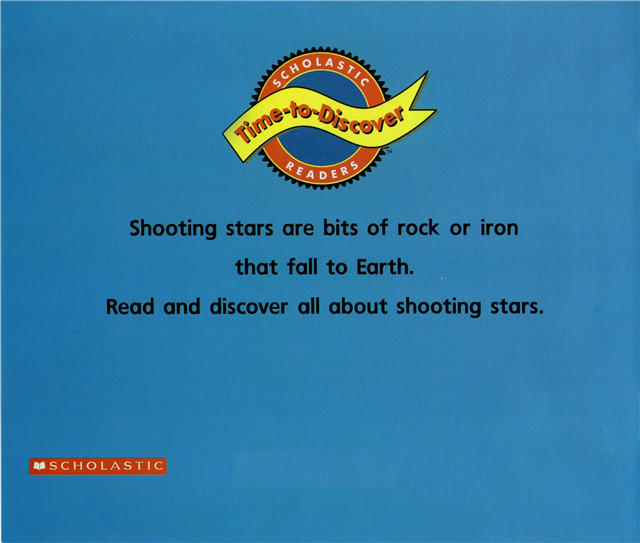 SCHOLASTIC
Time-to-Discover
READERS
™
Shooting stars are bits of rock or iron
that fall to Earth.
Read and discover all about shooting stars.
SCHOLASTIC